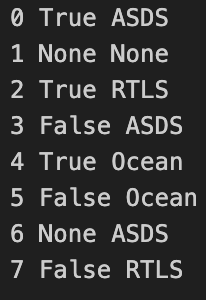 0 True ASDS
1 None None
2 True RTLS
3 False ASDS
4 True Ocean
5 False Ocean
6 None ASDS
7 False RTLS